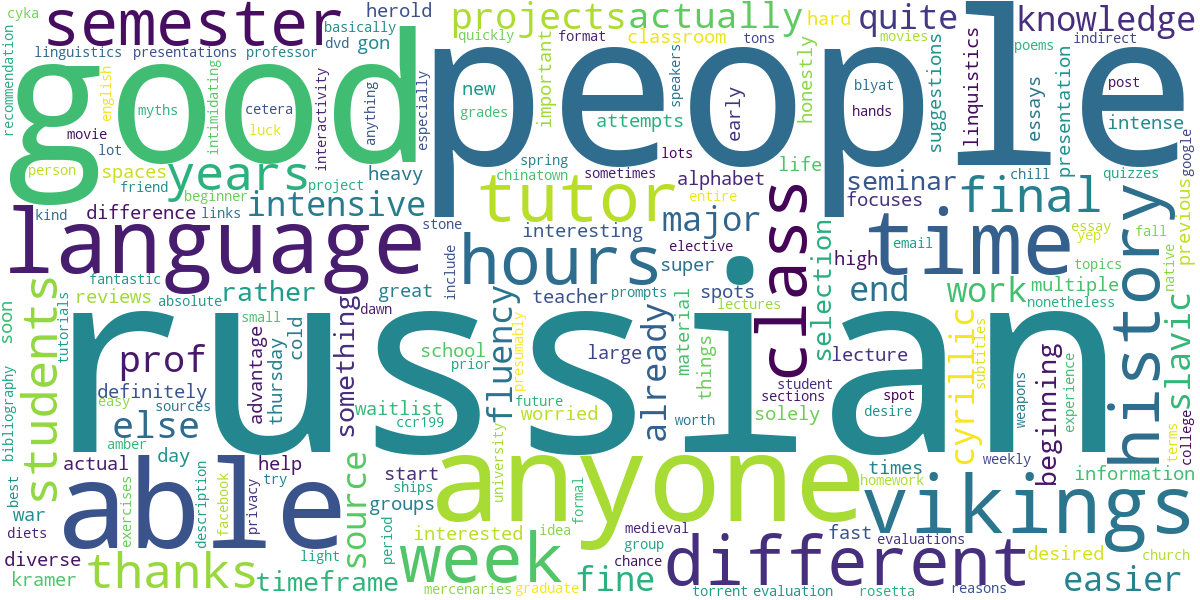 cyka semester basically herold projects actually quite knowledge
recommendation linguistics presentations professor dvd gon quickly format classroom tons hard movies poems indirect
good people
english intimidating interactivity anything especially new important speakers early honestly suggestions linquistics essays presentation post
myths cetera luck grades attempts blyat hands intense
movie lot
person spaces years heavy spring chinatown sometimes lots alphabet life seminar chill quizzes google
friend project beginner tutor entire focuses final
kind difference links intensive stone interesting major class time history essay fall previous
language hours . elective super high email yep
fantastic include selection topics native
reviews absolute rather great teacher prompts spots lectures end work multiple nonetheless slavic
soon tutorials students small dawn fluency material
russian
prof advantage thursday cold something school prior presumably large already things lecture cyrillic subtitles
definitely sections student solely spot desire weapons beginning experience
bibliography easy sources waitlist ccr199 future worried worth
else amber
day college terms
able actual help source start university anyone times weekly information
best exercises description facebook privacy try groups ships formal homework vikings
war
diets light period interested idea medieval group chance fast evaluations desired church
diverse week different
kramer thanks timeframe mercenaries graduate fine torrent evaluation rosetta reasons easier